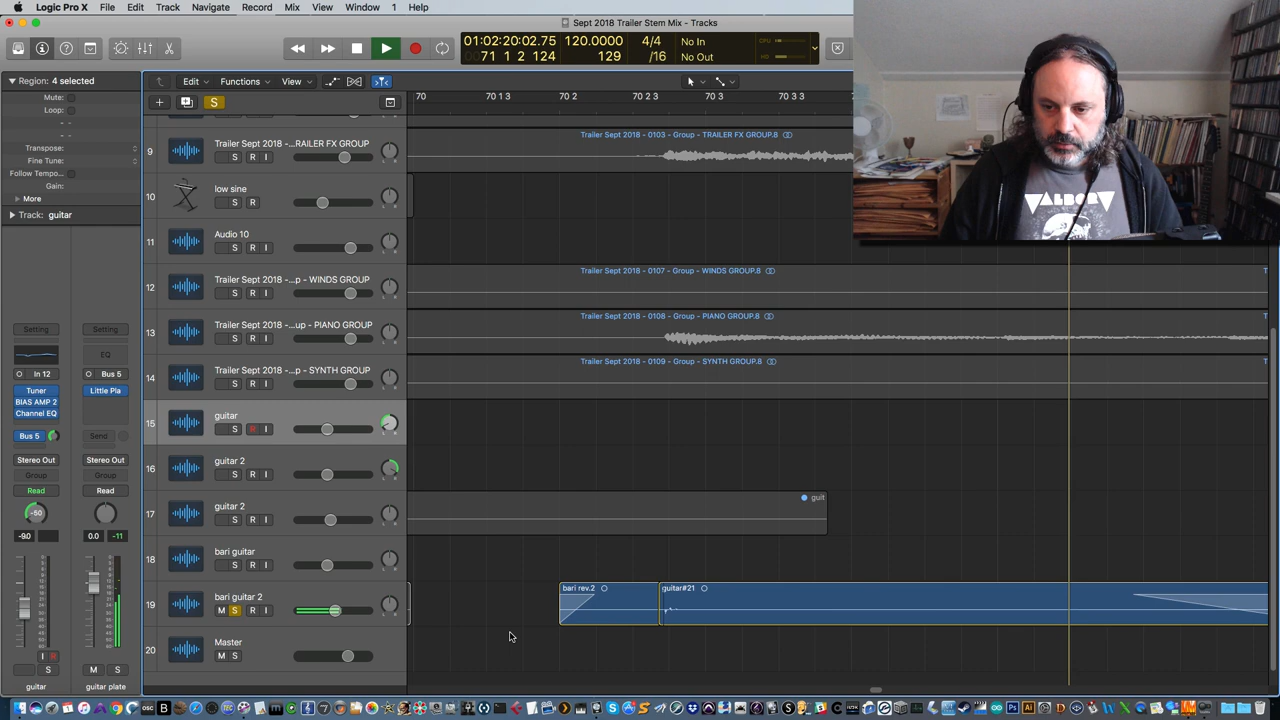 Logic Pro X File Edit Track Navigate Record Mix View Window 1 Help
Sept 2018 Trailer Stem Mix - Tracks
01:02:20:02.75 120.0000 4/4 No In
71 1 2 124 129 /16 No Out
CPU
HD
Region: 4 selected
Mute:
Loop:
Transpose:
Fine Tune:
Follow Tempo...
Gain:
More
Track: guitar
Edit Functions View
S
70 70 1 3 70 2 70 2 3 70 3 70 3 3
9 Trailer Sept 2018 -...RAILER FX GROUP
S R I
Trailer Sept 2018 - 0103 - Group - TRAILER FX GROUP.8
10 low sine
S R
11 Audio 10
S R I
12 Trailer Sept 2018 -...p - WINDS GROUP
S R I
Trailer Sept 2018 - 0107 - Group - WINDS GROUP.8
13 Trailer Sept 2018 -...up - PIANO GROUP
S R I
Trailer Sept 2018 - 0108 - Group - PIANO GROUP.8
14 Trailer Sept 2018 -...p - SYNTH GROUP
S R I
Trailer Sept 2018 - 0109 - Group - SYNTH GROUP.8
15 guitar
S R I
16 guitar 2
S R I
17 guitar 2
S R I
guit
18 bari guitar
S R I
19 bari guitar 2
M S R I
bari rev.2 guitar#21
20 Master
M S
Setting Setting
EQ
In 12 Bus 5
Tuner Little Pla
BIAS AMP 2
Channel EQ
Bus 5 Send
Stereo Out Stereo Out
Group Group
Read Read
-50
-9.0 0.0 -11
I R
S M S
guitar guitar plate
VALBORG